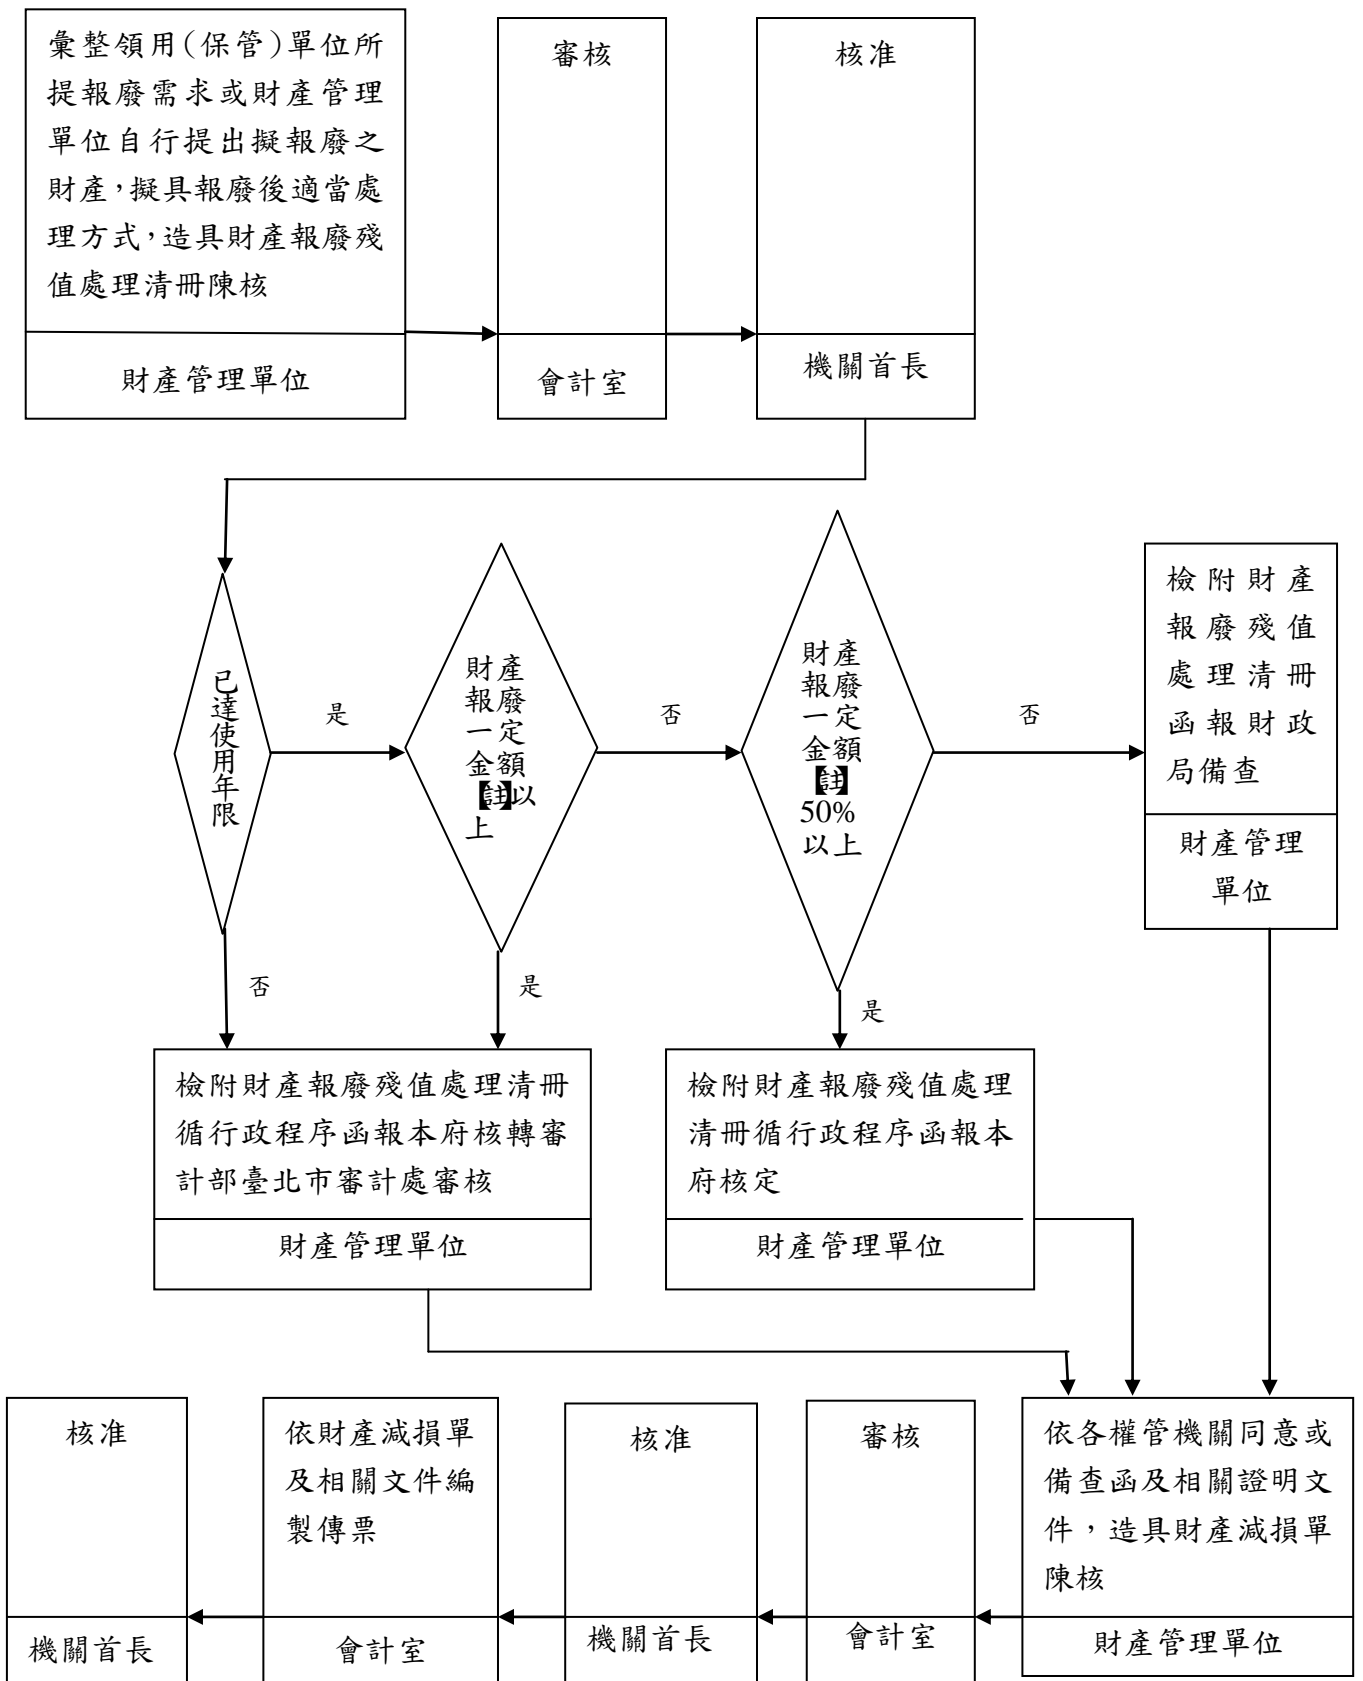 彙整領用(保管)單位所
提報廢需求或財產管理
單位自行提出擬報廢之
財產，擬具報廢後適當處
理方式，造具財產報廢殘
值處理清冊陳核
財產管理單位
審核
會計室
核准
機關首長
已達使用年限
是
否
財產
報廢
一定
金額
【註】以
上
否
是
財產
報廢
一定
金額
【註】
50%
以上
否
是
檢附財產
報廢殘值
處理清冊
函報財政
局備查
財產管理
單位
檢附財產報廢殘值處理清冊
循行政程序函報本府核轉審
計部臺北市審計處審核
財產管理單位
檢附財產報廢殘值處理
清冊循行政程序函報本
府核定
財產管理單位
依各權管機關同意或
備查函及相關證明文
件，造具財產減損單
陳核
財產管理單位
審核
會計室
核准
機關首長
依財產減損單
及相關文件編
製傳票
會計室
核准
機關首長